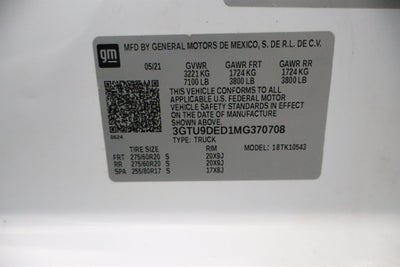 gm
MFD BY GENERAL MOTORS DE MEXICO, S. DE R.L. DE C.V.
05/21 GVWR GAWR FRT GAWR RR
3221 KG 1724 KG 1724 KG
7100 LB 3800 LB 3800 LB
THIS VEHICLE CONFORMS TO ALL
APPLICABLE U.S. FEDERAL MOTOR
VEHICLE SAFETY STANDARDS IN EFFECT
ON THE DATE OF MANUFACTURE
SHOWN ABOVE.
3GTU9DED1MG370708
TYPE: TRUCK
8624
TIRE SIZE RIM MODEL: 18TK10543
FRT 275/60R20 S 20X9J
RR 275/60R20 S 20X9J
SPA 255/80R17 S 17X8J